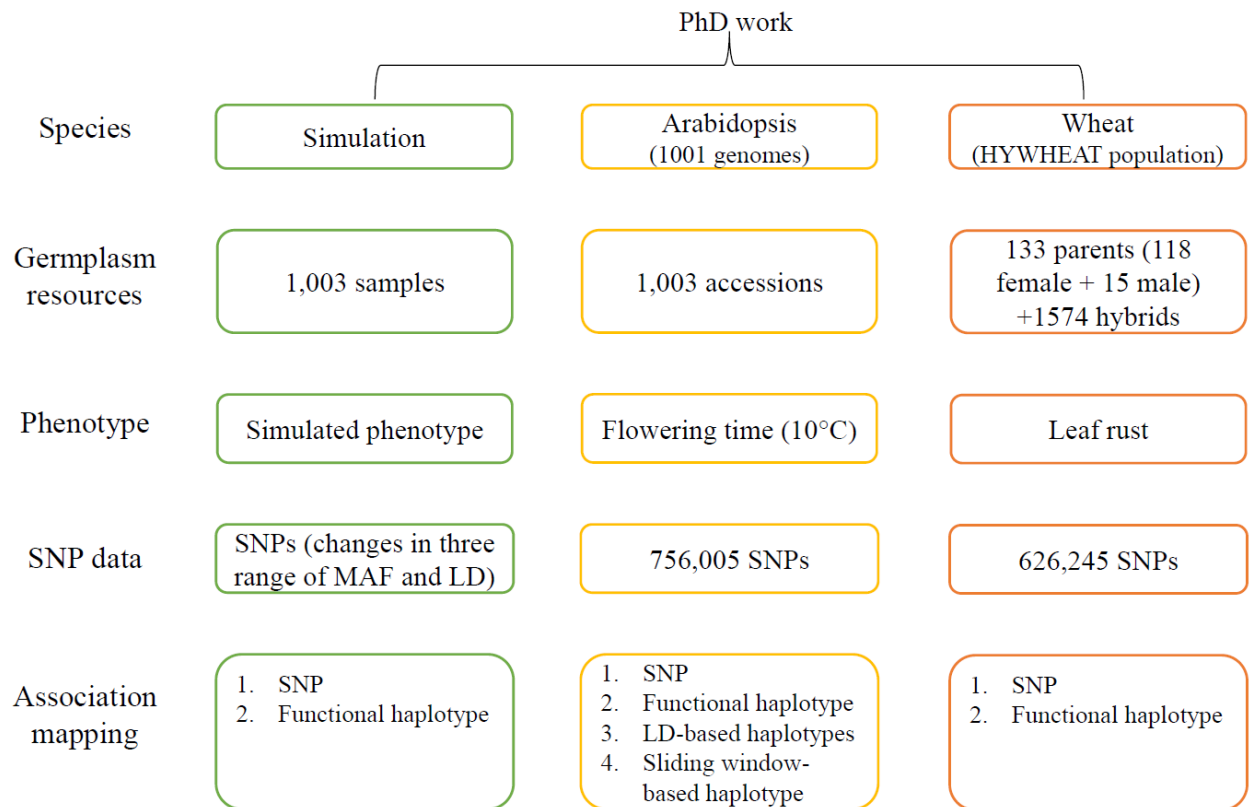 PhD work
Species
Simulation
Arabidopsis
(1001 genomes)
Wheat
(HYWHEAT population)
Germplasm
resources
1,003 samples
1,003 accessions
133 parents (118
female + 15 male)
+1574 hybrids
Phenotype
Simulated phenotype
Flowering time (10°C)
Leaf rust
SNP data
SNPs (changes in three
range of MAF and LD)
756,005 SNPs
626,245 SNPs
Association
mapping
1. SNP
2. Functional haplotype
1. SNP
2. Functional haplotype
3. LD-based haplotypes
4. Sliding window-
based haplotype
1. SNP
2. Functional haplotype